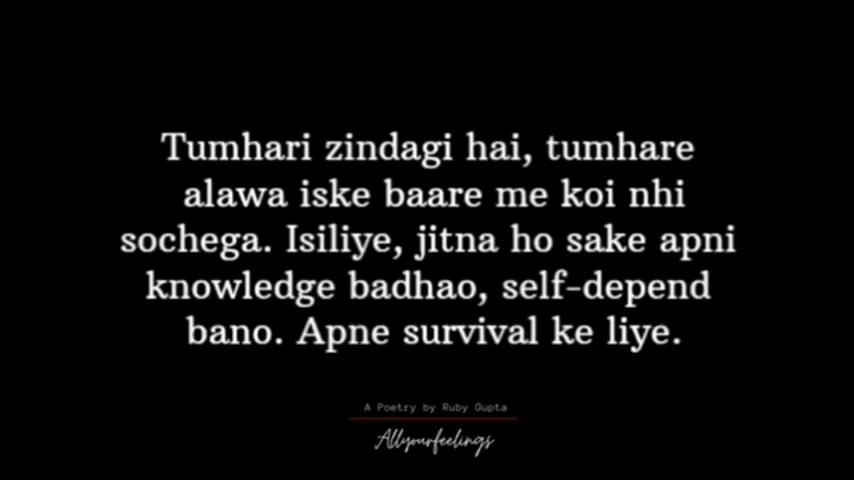 Tumhari zindagi hai, tumhare
alawa iske baare me koi nhi
sochega. Isiliye, jitna ho sake apni
knowledge badhao, self-depend
bano. Apne survival ke liye.
A Poetry by Ruby Gupta
Allyourfeelings